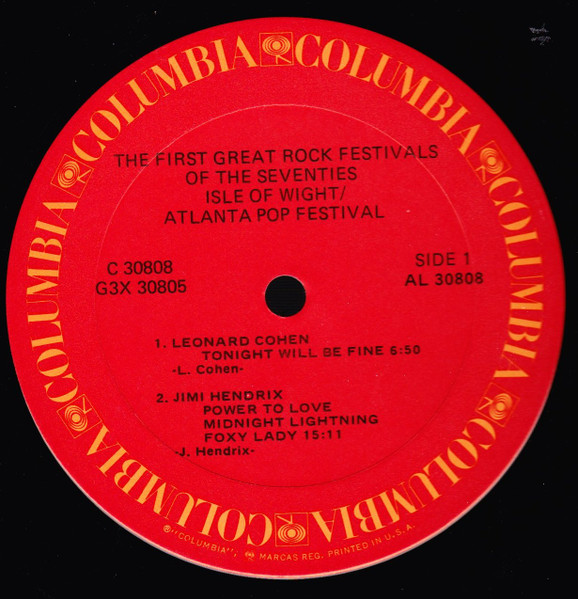 COLUMBIA COLUMBIA COLUMBIA COLUMBIA COLUMBIA COLUMBIA
THE FIRST GREAT ROCK FESTIVALS
OF THE SEVENTIES
ISLE OF WIGHT/
ATLANTA POP FESTIVAL
C 30808
G3X 30805
SIDE 1
AL 30808
1. LEONARD COHEN
TONIGHT WILL BE FINE 6:50
-L. Cohen-
2. JIMI HENDRIX
POWER TO LOVE
MIDNIGHT LIGHTNING
FOXY LADY 15:11
-J. Hendrix-
®"COLUMBIA", MARCAS REG. PRINTED IN U.S.A.